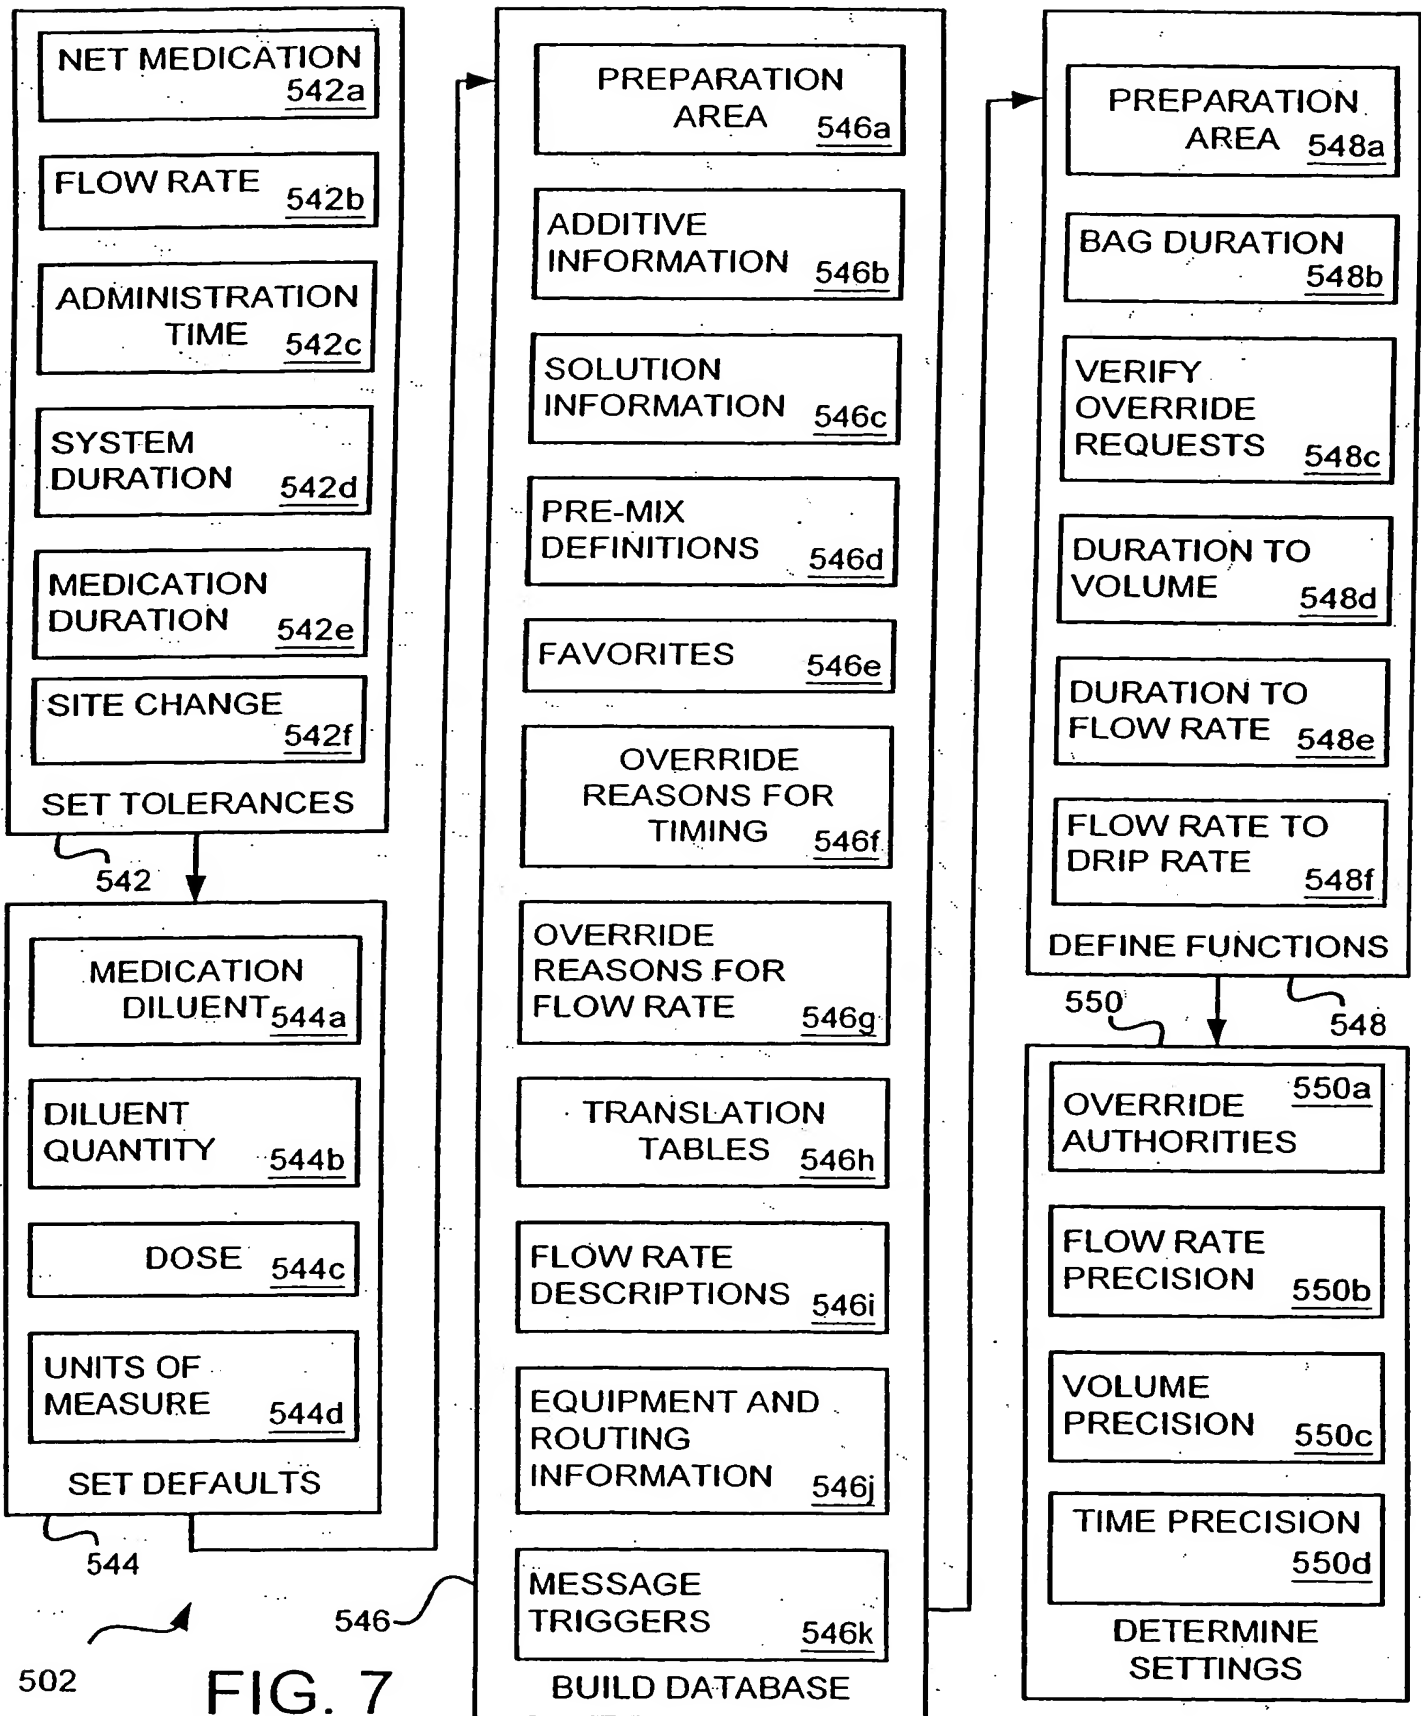 NET MEDICATION
542a
FLOW RATE
542b
ADMINISTRATION
TIME 542c
SYSTEM
DURATION 542d
MEDICATION
DURATION 542e
SITE CHANGE
542f
SET TOLERANCES
542
MEDICATION
DILUENT 544a
DILUENT
QUANTITY 544b
DOSE 544c
UNITS OF
MEASURE 544d
SET DEFAULTS
544
502
FIG. 7
PREPARATION
AREA 546a
ADDITIVE
INFORMATION 546b
SOLUTION
INFORMATION 546c
PRE-MIX
DEFINITIONS 546d
FAVORITES 546e
OVERRIDE
REASONS FOR
TIMING 546f
OVERRIDE
REASONS FOR
FLOW RATE 546g
TRANSLATION
TABLES 546h
FLOW RATE
DESCRIPTIONS 546i
EQUIPMENT AND
ROUTING
INFORMATION 546j
MESSAGE
TRIGGERS 546k
546
BUILD DATABASE
PREPARATION
AREA 548a
BAG DURATION
548b
VERIFY
OVERRIDE
REQUESTS 548c
DURATION TO
VOLUME 548d
DURATION TO
FLOW RATE 548e
FLOW RATE TO
DRIP RATE 548f
DEFINE FUNCTIONS
548
550
550a
OVERRIDE
AUTHORITIES
FLOW RATE
PRECISION 550b
VOLUME
PRECISION 550c
TIME PRECISION
550d
DETERMINE
SETTINGS